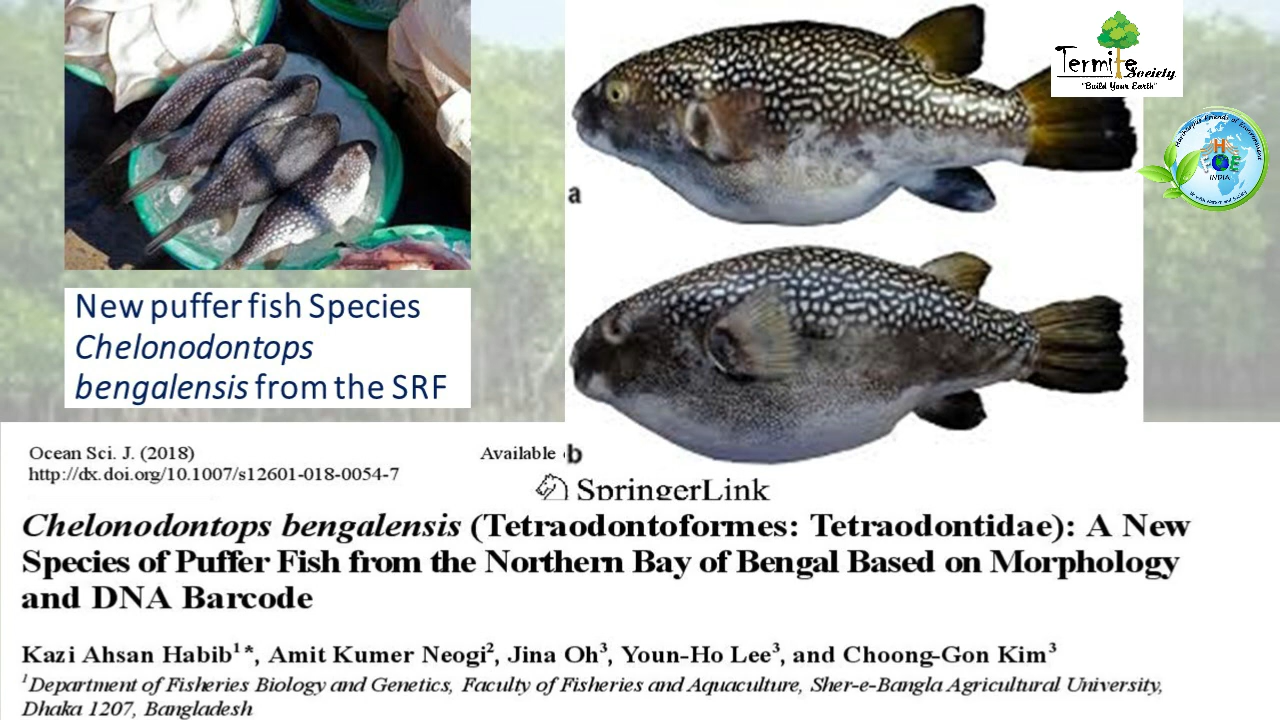 Termite
Society
"Build Your Earth"
H
O E
INDIA
a
New puffer fish Species
Chelonodontops
bengalensis from the SRF
Ocean Sci. J. (2018)
http://dx.doi.org/10.1007/s12601-018-0054-7
Available
b
SpringerLink
Chelonodontops bengalensis (Tetraodontoformes: Tetraodontidae): A New
Species of Puffer Fish from the Northern Bay of Bengal Based on Morphology
and DNA Barcode
Kazi Ahsan Habib1*, Amit Kumer Neogi2, Jina Oh3, Youn-Ho Lee3, and Choong-Gon Kim3
1Department of Fisheries Biology and Genetics, Faculty of Fisheries and Aquaculture, Sher-e-Bangla Agricultural University,
Dhaka 1207, Bangladesh